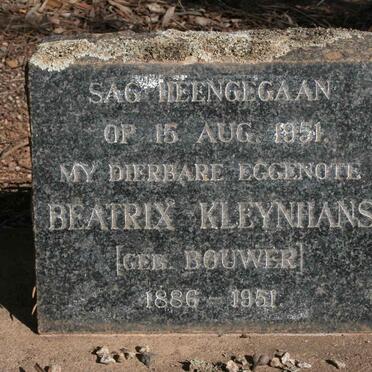 SAG HEENGEGAAN
OP 15 AUG. 1951.
MY DIERBARE EGGENOTE
BEATRIX KLEYNHANS
[GEB. BOUWER]
1886 - 1951.